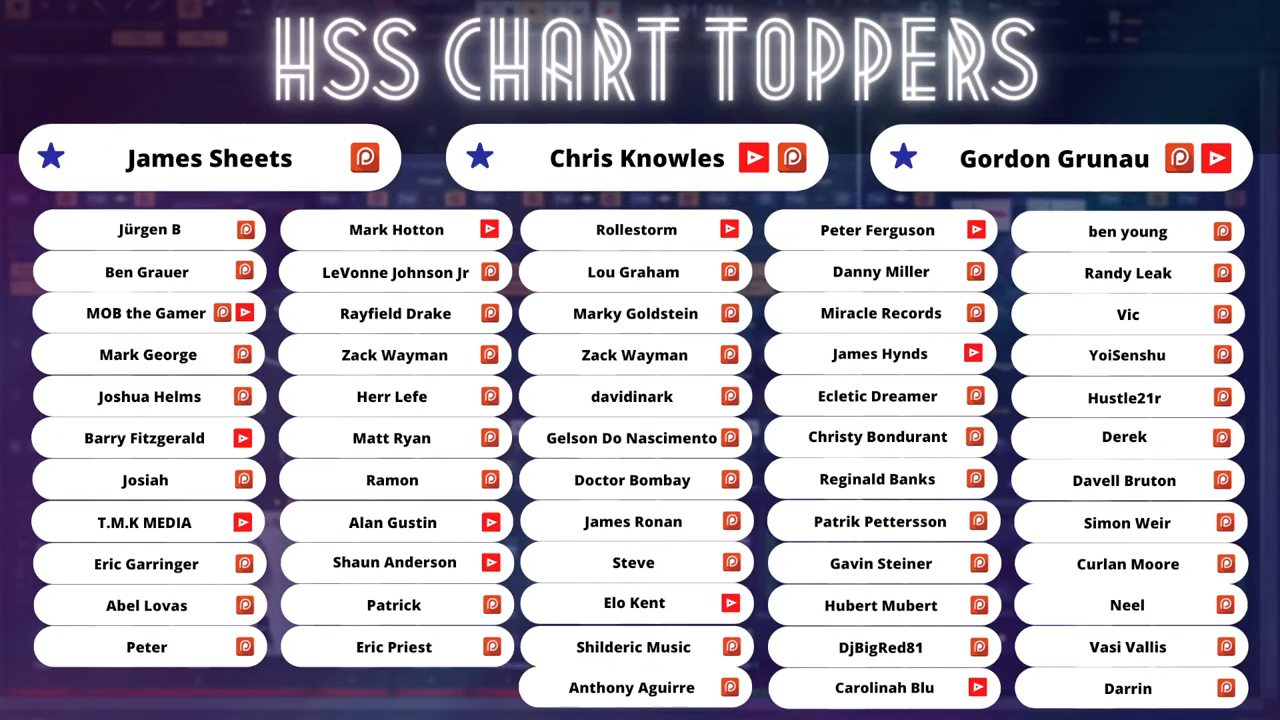 HSS CHART TOPPERS
James Sheets
Chris Knowles
Gordon Grunau
Jürgen B
Ben Grauer
MOB the Gamer
Mark George
Joshua Helms
Barry Fitzgerald
Josiah
T.M.K MEDIA
Eric Garringer
Abel Lovas
Peter
Mark Hotton
LeVonne Johnson Jr
Rayfield Drake
Zack Wayman
Herr Lefe
Matt Ryan
Ramon
Alan Gustin
Shaun Anderson
Patrick
Eric Priest
Rollestorm
Lou Graham
Marky Goldstein
Zack Wayman
davidinark
Gelson Do Nascimento
Doctor Bombay
James Ronan
Steve
Elo Kent
Shilderic Music
Anthony Aguirre
Peter Ferguson
Danny Miller
Miracle Records
James Hynds
Ecletic Dreamer
Christy Bondurant
Reginald Banks
Patrik Pettersson
Gavin Steiner
Hubert Mubert
DjBigRed81
Carolinah Blu
ben young
Randy Leak
Vic
YoiSenshu
Hustle21r
Derek
Davell Bruton
Simon Weir
Curlan Moore
Neel
Vasi Vallis
Darrin